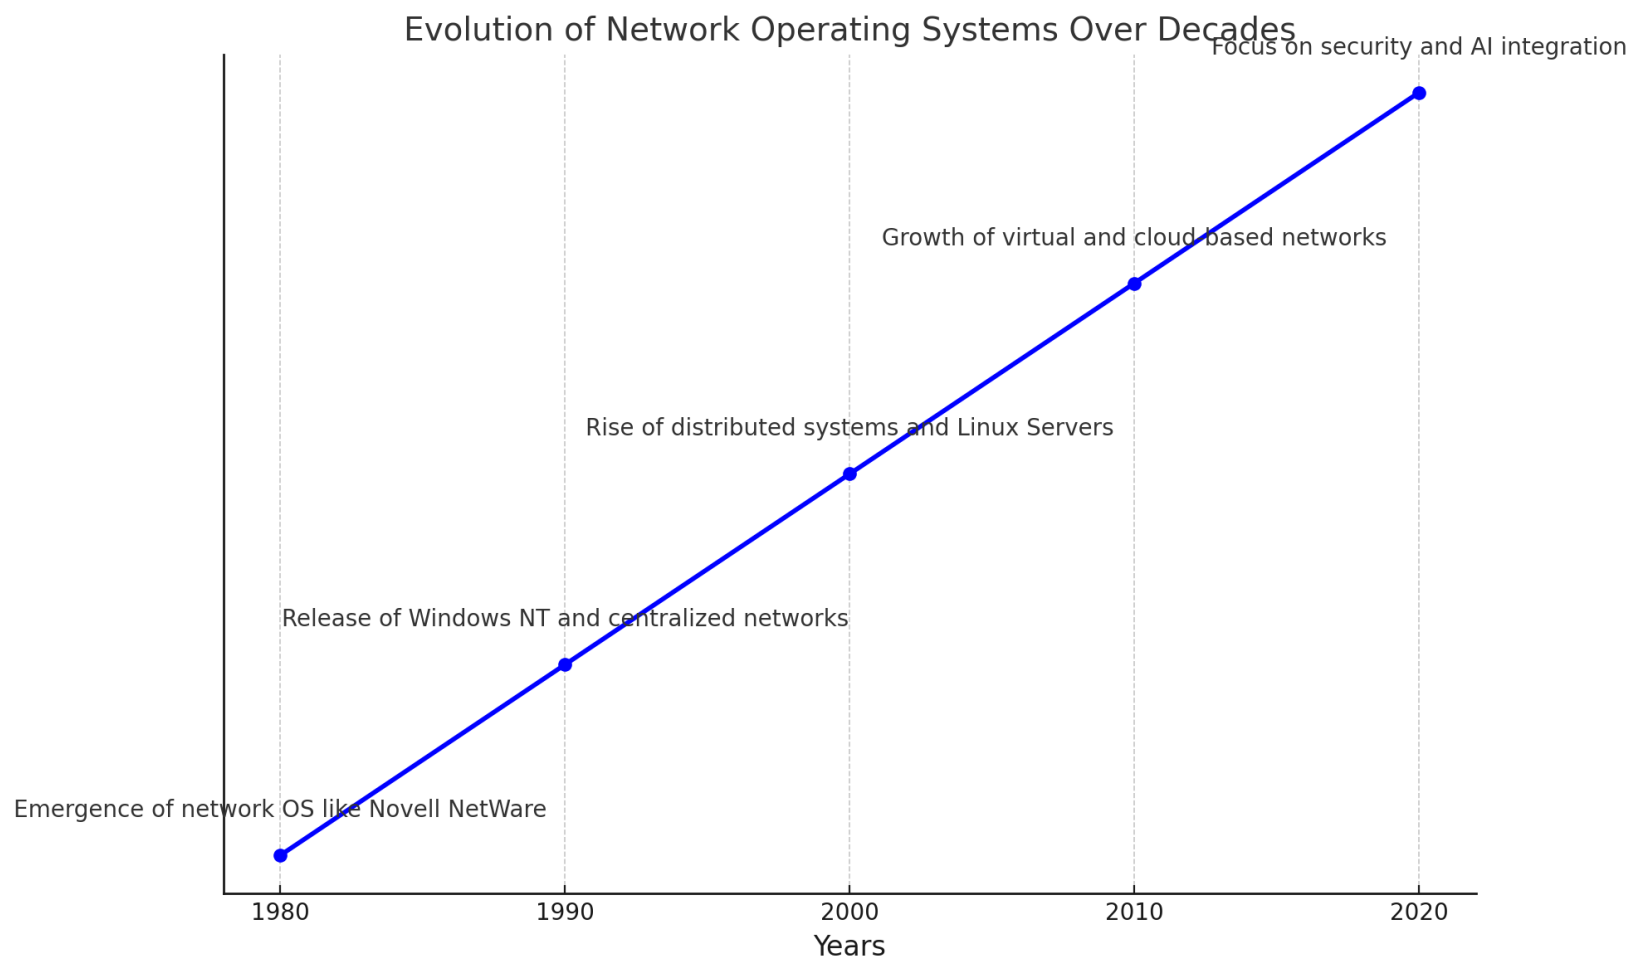 Evolution of Network Operating Systems Over Decades
Focus on security and AI integration
Growth of virtual and cloud-based networks
Rise of distributed systems and Linux Servers
Release of Windows NT and centralized networks
Emergence of network OS like Novell NetWare
1980 1990 2000 2010 2020
Years